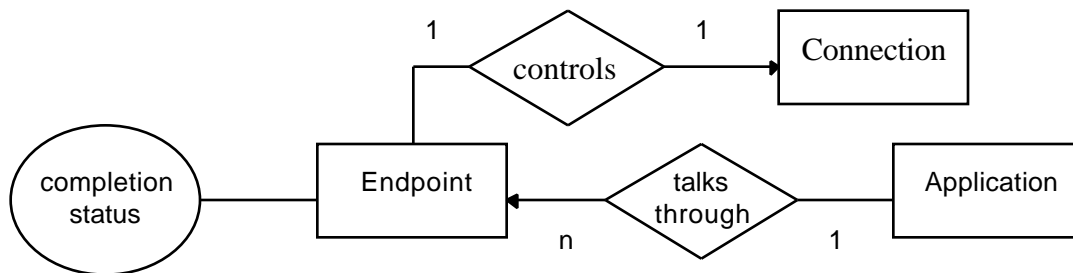 1
1
controls
Connection
completion
status
Endpoint
talks
through
Application
n
1